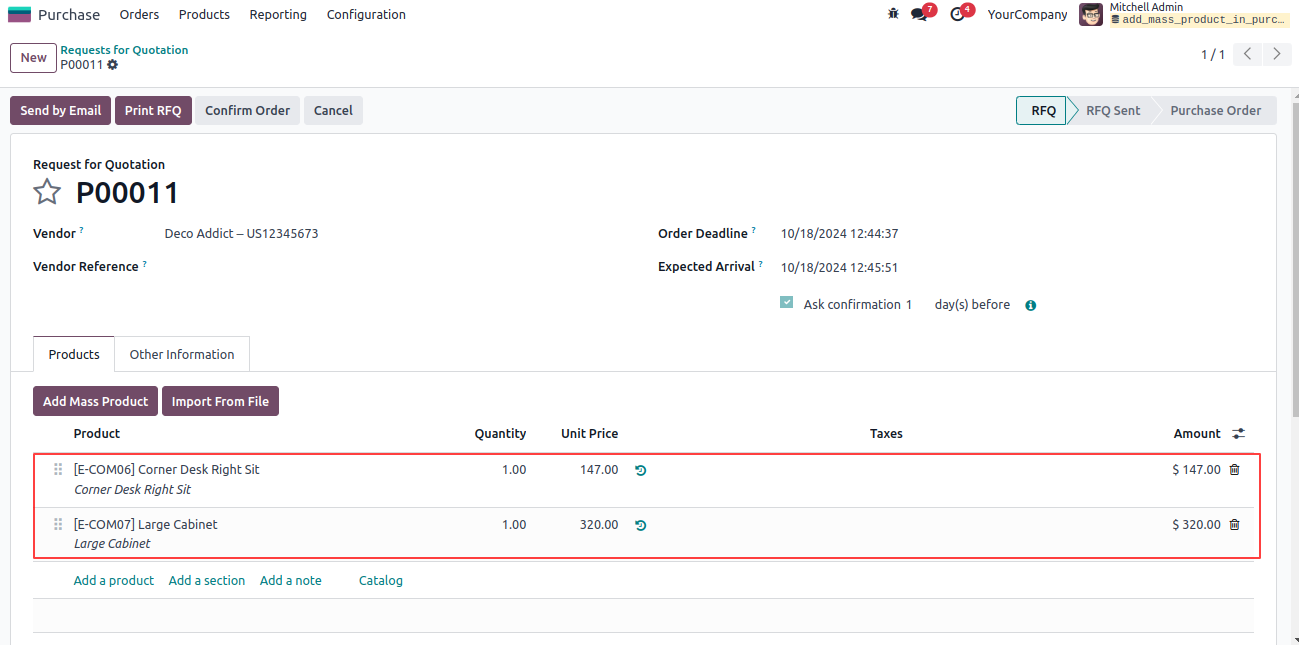 Purchase Orders Products Reporting Configuration 7 4 YourCompany Mitchell Admin
add_mass_product_in_purc...
New Requests for Quotation
P00011 1 / 1
Send by Email Print RFQ Confirm Order Cancel RFQ RFQ Sent Purchase Order
Request for Quotation
P00011
Vendor ? Deco Addict – US12345673 Order Deadline ? 10/18/2024 12:44:37
Vendor Reference ? Expected Arrival ? 10/18/2024 12:45:51
Ask confirmation 1 day(s) before
Products Other Information
Add Mass Product Import From File
Product Quantity Unit Price Taxes Amount
[E-COM06] Corner Desk Right Sit 1.00 147.00 $ 147.00
Corner Desk Right Sit
[E-COM07] Large Cabinet 1.00 320.00 $ 320.00
Large Cabinet
Add a product Add a section Add a note Catalog